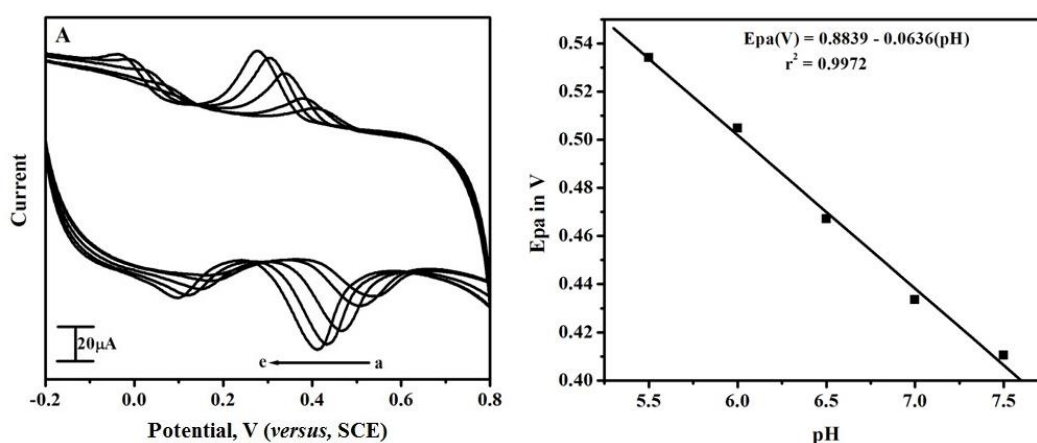 A
Current
20μA
e
a
-0.2 0.0 0.2 0.4 0.6 0.8
Potential, V (versus, SCE)
Epa(V) = 0.8839 - 0.0636(pH)
r² = 0.9972
Epa in V
0.54
0.52
0.50
0.48
0.46
0.44
0.42
0.40
5.5 6.0 6.5 7.0 7.5
pH